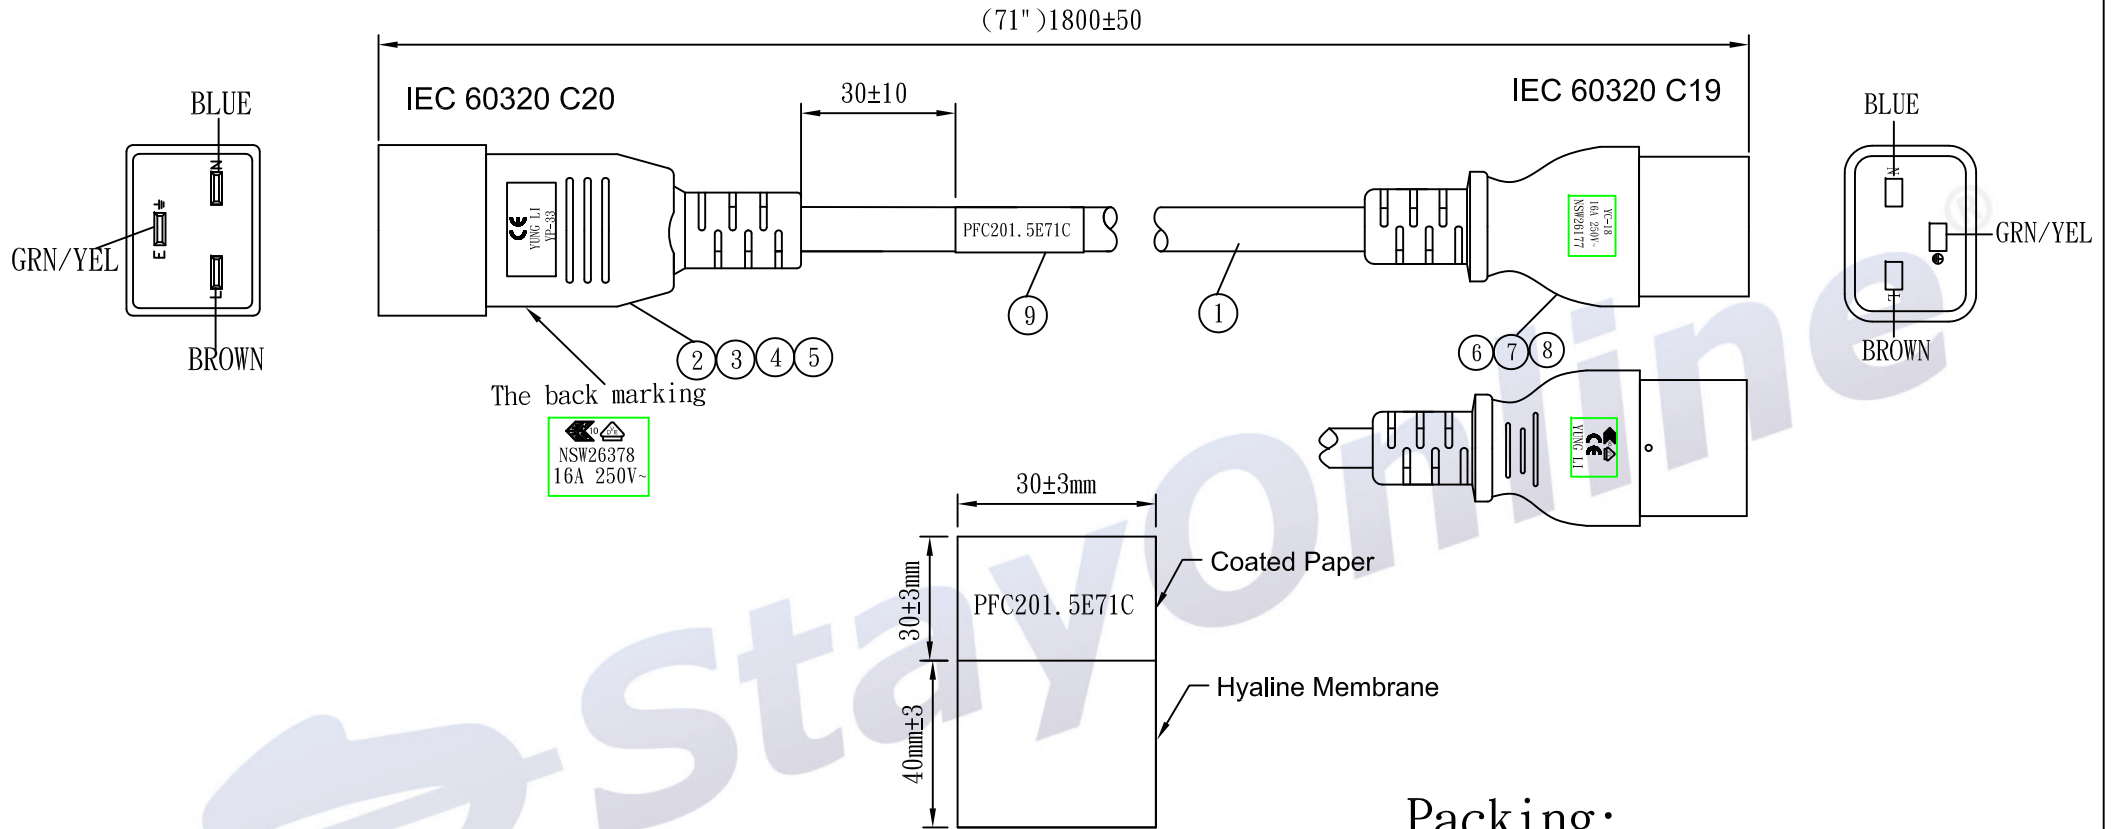 (71")1800±50
IEC 60320 C20
30±10
IEC 60320 C19
BLUE
N
E
L
GRN/YEL
BROWN
CE
YUNG LI
YP-33
PFC201.5E71C
YC-18
16A 250V~
NSW26177
BLUE
N
L
GRN/YEL
BROWN
2 3 4 5
9
1
6 7 8
The back marking
10
NSW26378
16A 250V~
CE
YUNG LI
30±3mm
30±3mm
PFC201.5E71C
Coated Paper
40mm±3
Hyaline Membrane
StayOnline®
Packing: